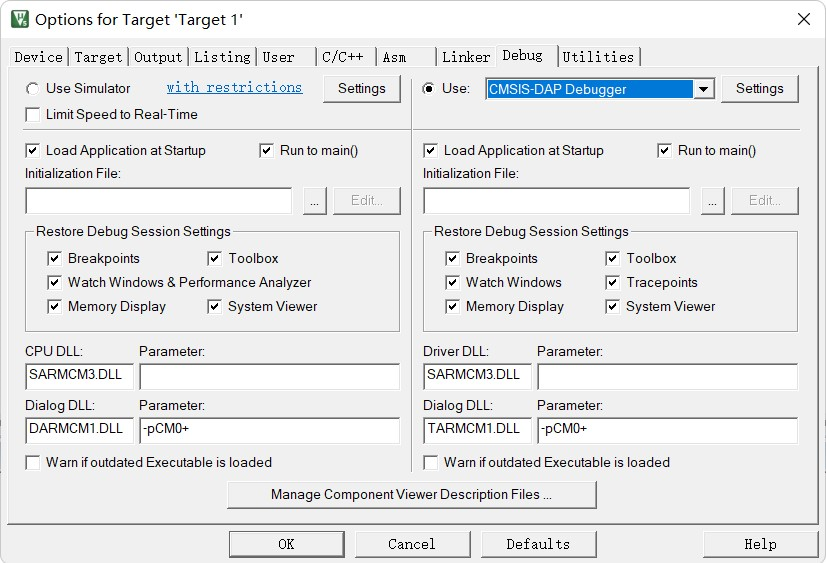 Options for Target 'Target 1'
Device Target Output Listing User C/C++ Asm Linker Debug Utilities
Use Simulator with restrictions Settings Use: CMSIS-DAP Debugger Settings
Limit Speed to Real-Time
Load Application at Startup Run to main() Load Application at Startup Run to main()
Initialization File: Initialization File:
... Edit... ... Edit...
Restore Debug Session Settings Restore Debug Session Settings
Breakpoints Toolbox Breakpoints Toolbox
Watch Windows & Performance Analyzer Watch Windows Tracepoints
Memory Display System Viewer Memory Display System Viewer
CPU DLL: Parameter: Driver DLL: Parameter:
SARMCM3.DLL SARMCM3.DLL
Dialog DLL: Parameter: Dialog DLL: Parameter:
DARMCM1.DLL -pCM0+ TARMCM1.DLL -pCM0+
Warn if outdated Executable is loaded Warn if outdated Executable is loaded
Manage Component Viewer Description Files ...
OK Cancel Defaults Help